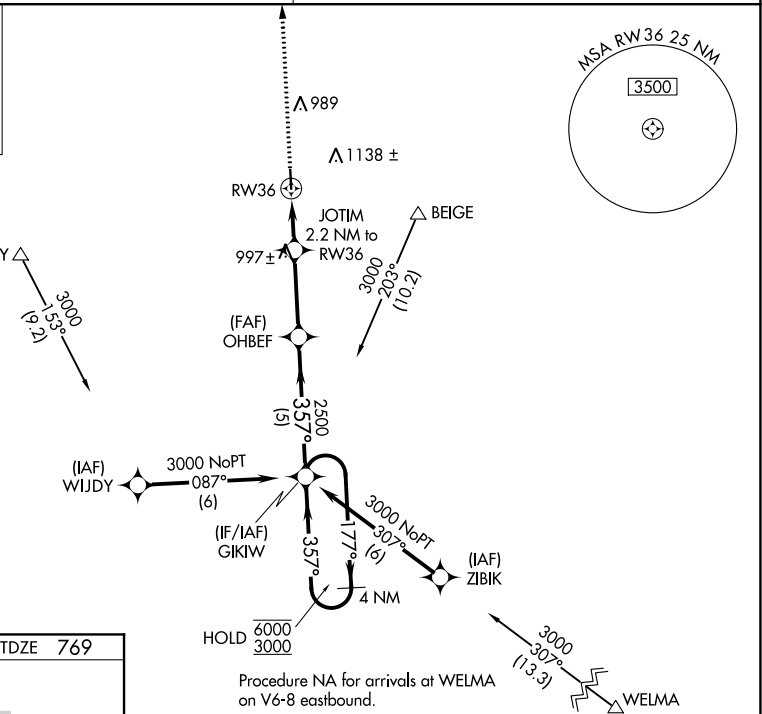 MSA RW36 25 NM
3500
989
1138 ±
RW36
JOTIM
2.2 NM to
RW36
997±
BEIGE
3000
203°
(10.2)
Y
3000
153°
(9.2)
(FAF)
OHBEF
2500
357°
(5)
(IAF)
WIJDY
3000 NoPT
087°
(6)
(IF/IAF)
GIKIW
3000 NoPT
307°
(6)
(IAF)
ZIBIK
357°
177°
4 NM
HOLD
6000
3000
3000
307°
(13.3)
WELMA
TDZE 769
Procedure NA for arrivals at WELMA
on V6-8 eastbound.